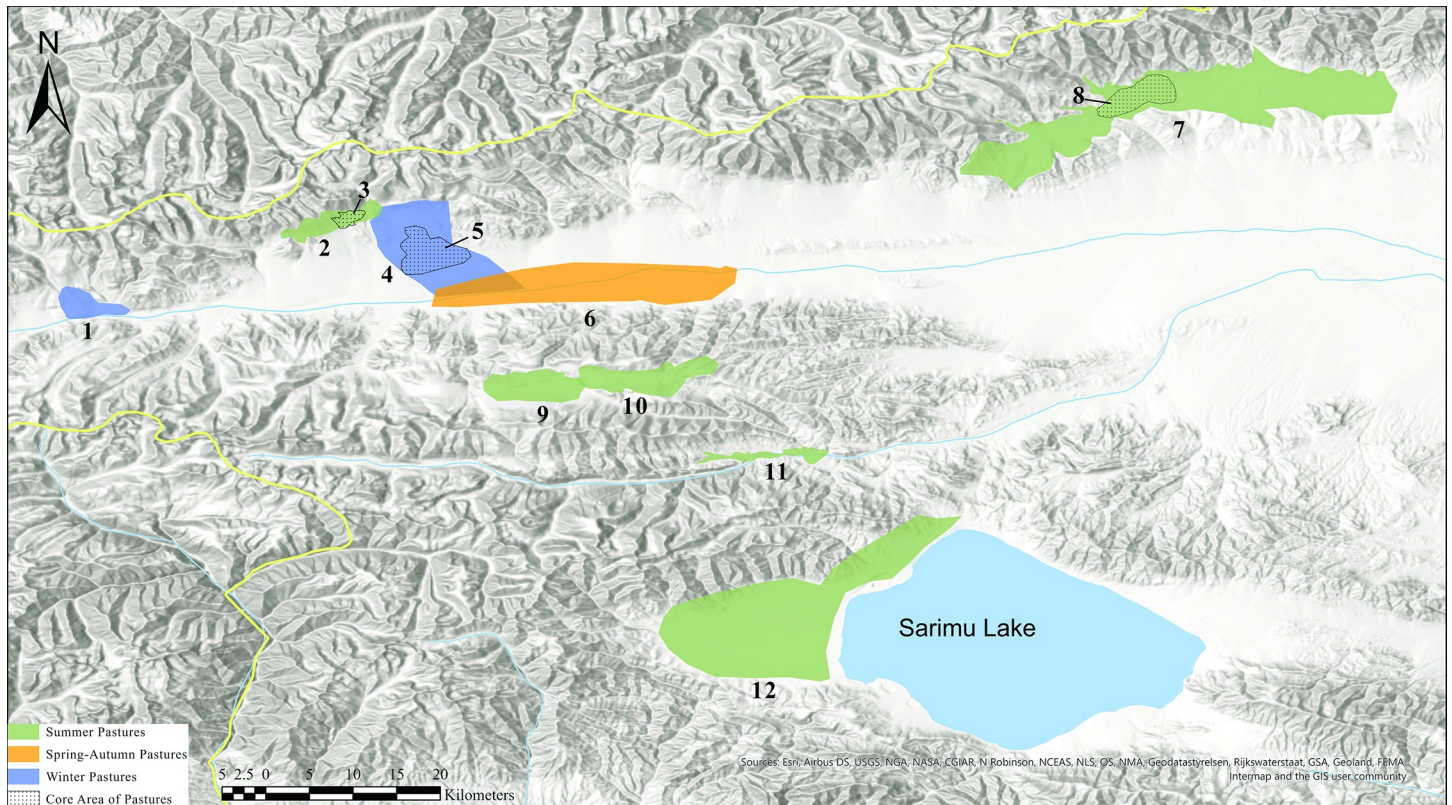 N
8
7
3
2
5
4
1
6
9
10
11
Sarimu Lake
12
Summer Pastures
Spring-Autumn Pastures
Winter Pastures
Core Area of Pastures
5 2.5 0 5 10 15 20
Kilometers
Sources: Esri, Airbus DS, USGS, NGA, NASA, CGIAR, N Robinson, NCEAS, NLS, OS, NMA, Geodatastyrelsen, Rijkswaterstaat, GSA, Geoland, FEMA,
Intermap and the GIS user community